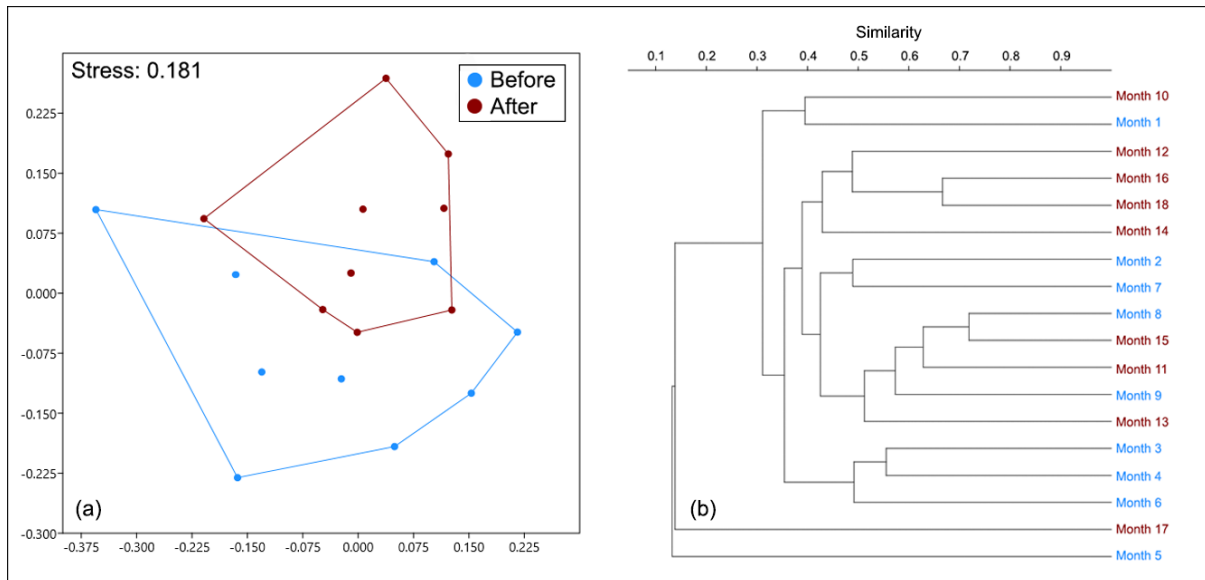 Stress: 0.181
Before
After
0.225
0.150
0.075
0.000
-0.075
-0.150
-0.225
-0.300
(a)
-0.375
-0.225
-0.150
-0.075
0.000
0.075
0.150
0.225
Similarity
0.1
0.2
0.3
0.4
0.5
0.6
0.7
0.8
0.9
Month 10
Month 1
Month 12
Month 16
Month 18
Month 14
Month 2
Month 7
Month 8
Month 15
Month 11
Month 9
Month 13
Month 3
Month 4
Month 6
Month 17
Month 5
(b)